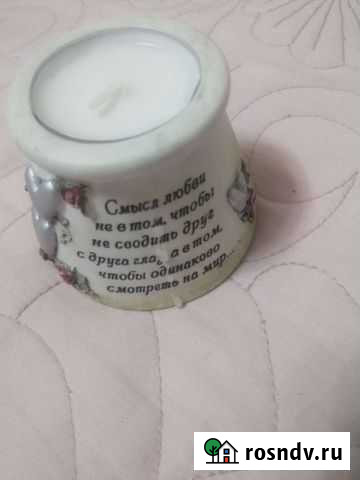 Смысл любви
не в том, чтобы
не сводить друг
с друга глаз, а в том,
чтобы одинаково
смотреть на мир...
rosndv.ru